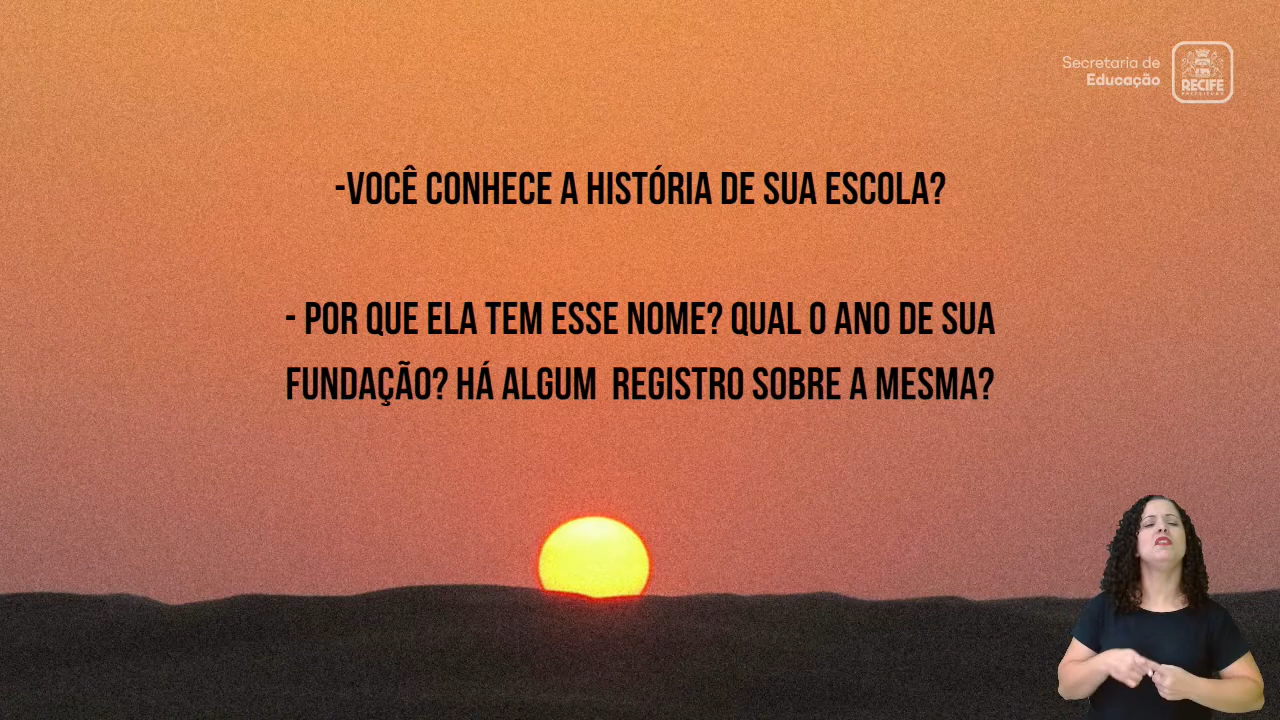 Secretaria de
Educação
RECIFE
PREFEITURA
-VOCÊ CONHECE A HISTÓRIA DE SUA ESCOLA?
- POR QUE ELA TEM ESSE NOME? QUAL O ANO DE SUA
FUNDAÇÃO? HÁ ALGUM REGISTRO SOBRE A MESMA?